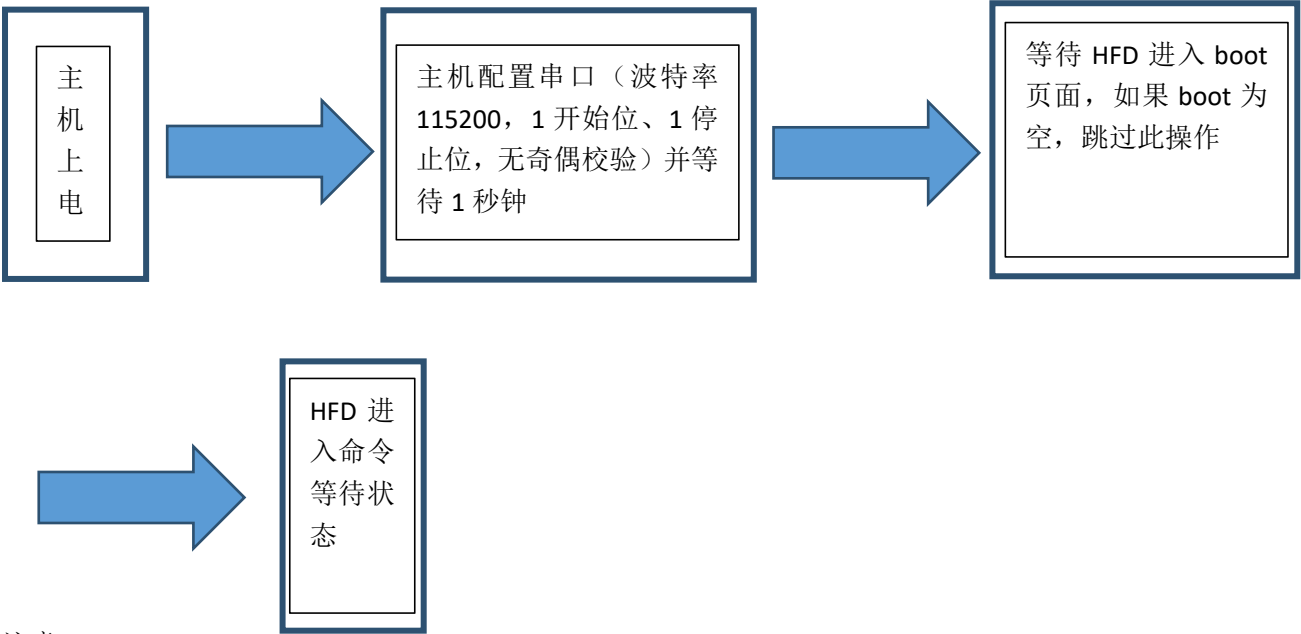 主
机
上
电
主机配置串口（波特率
115200，1 开始位、1 停
止位，无奇偶校验）并等
待 1 秒钟
等待 HFD 进入 boot
页面，如果 boot 为
空，跳过此操作
HFD 进
入命令
等待状
态